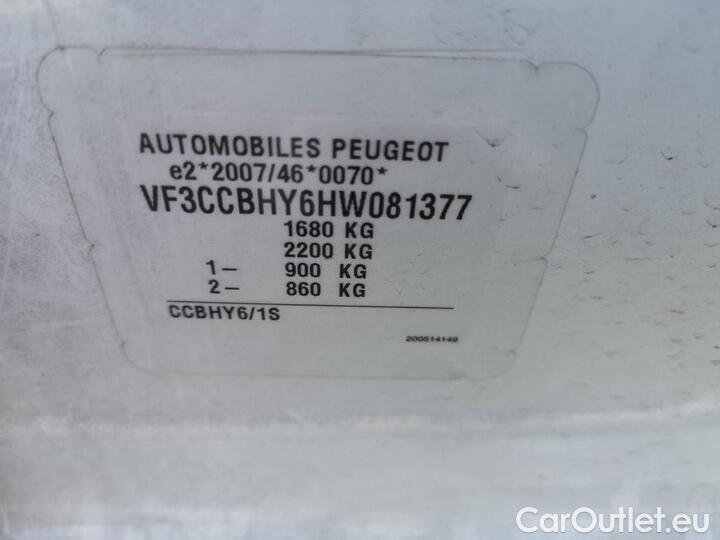 AUTOMOBILES PEUGEOT
e2*2007/46*0070*
VF3CCBHY6HW081377
1680 KG
2200 KG
1- 900 KG
2- 860 KG
CCBHY6/1S
200514149
CarOutlet.eu